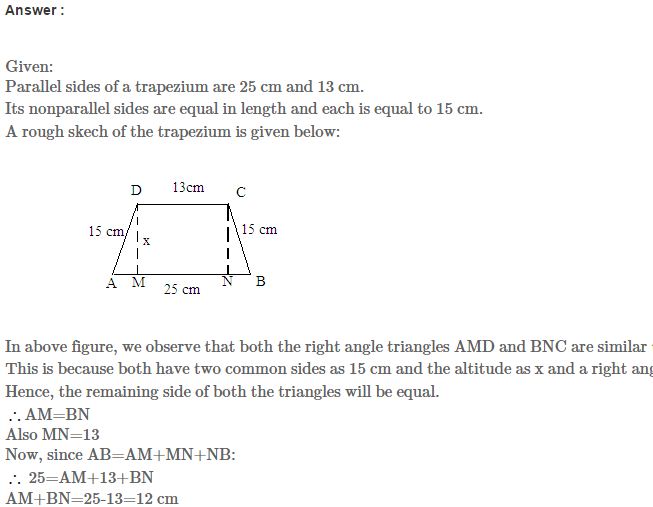 Answer :
Given:
Parallel sides of a trapezium are 25 cm and 13 cm.
Its nonparallel sides are equal in length and each is equal to 15 cm.
A rough skech of the trapezium is given below:
D 13cm C
15 cm x 15 cm
A M 25 cm N B
In above figure, we observe that both the right angle triangles AMD and BNC are similar
This is because both have two common sides as 15 cm and the altitude as x and a right
Hence, the remaining side of both the triangles will be equal.
∴ AM=BN
Also MN=13
Now, since AB=AM+MN+NB:
∴ 25=AM+13+BN
AM+BN=25-13=12 cm